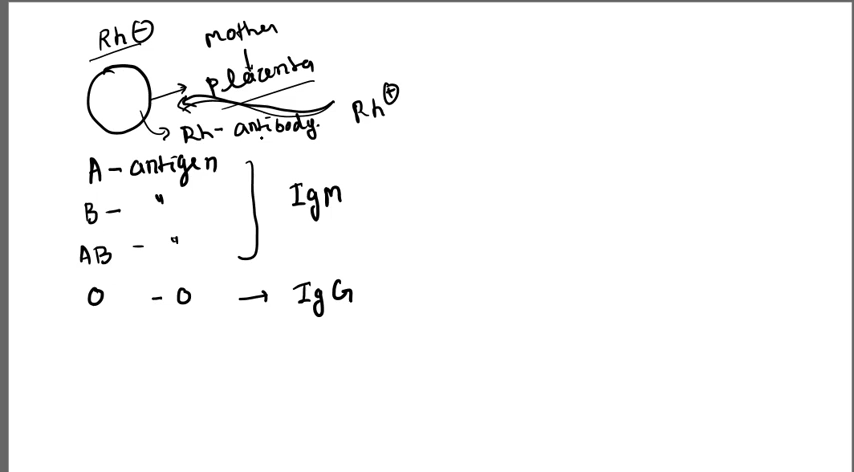 Rh⊖
mother
placenta
Rh⊕
Rh- antibody.
A - antigen
B - "
IgM
AB - "
O - O → IgG